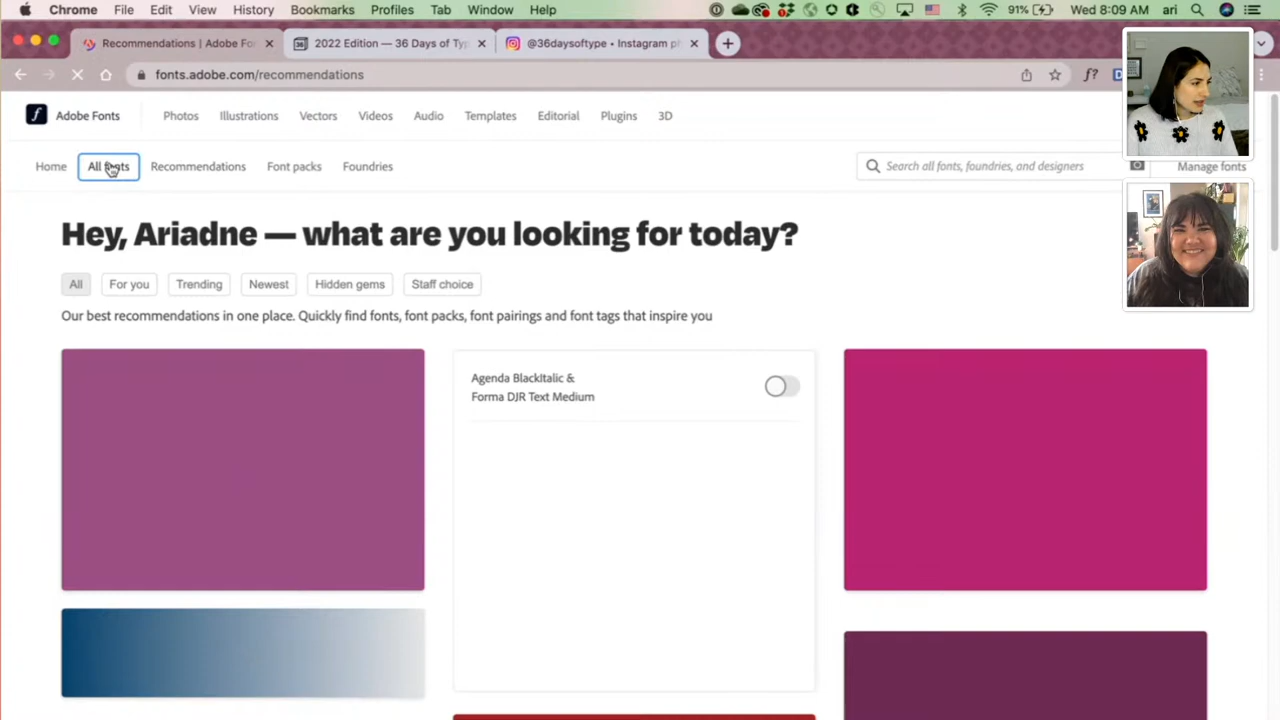 Chrome File Edit View History Bookmarks Profiles Tab Window Help 91% Wed 8:09 AM ari
Recommendations | Adobe Fo 2022 Edition — 36 Days of Ty @36daysoftype • Instagram p
fonts.adobe.com/recommendations f?
Adobe Fonts Photos Illustrations Vectors Videos Audio Templates Editorial Plugins 3D
Home All fonts Recommendations Font packs Foundries Search all fonts, foundries, and designers Manage fonts
Hey, Ariadne — what are you looking for today?
All For you Trending Newest Hidden gems Staff choice
Our best recommendations in one place. Quickly find fonts, font packs, font pairings and font tags that inspire you
Agenda BlackItalic &
Forma DJR Text Medium